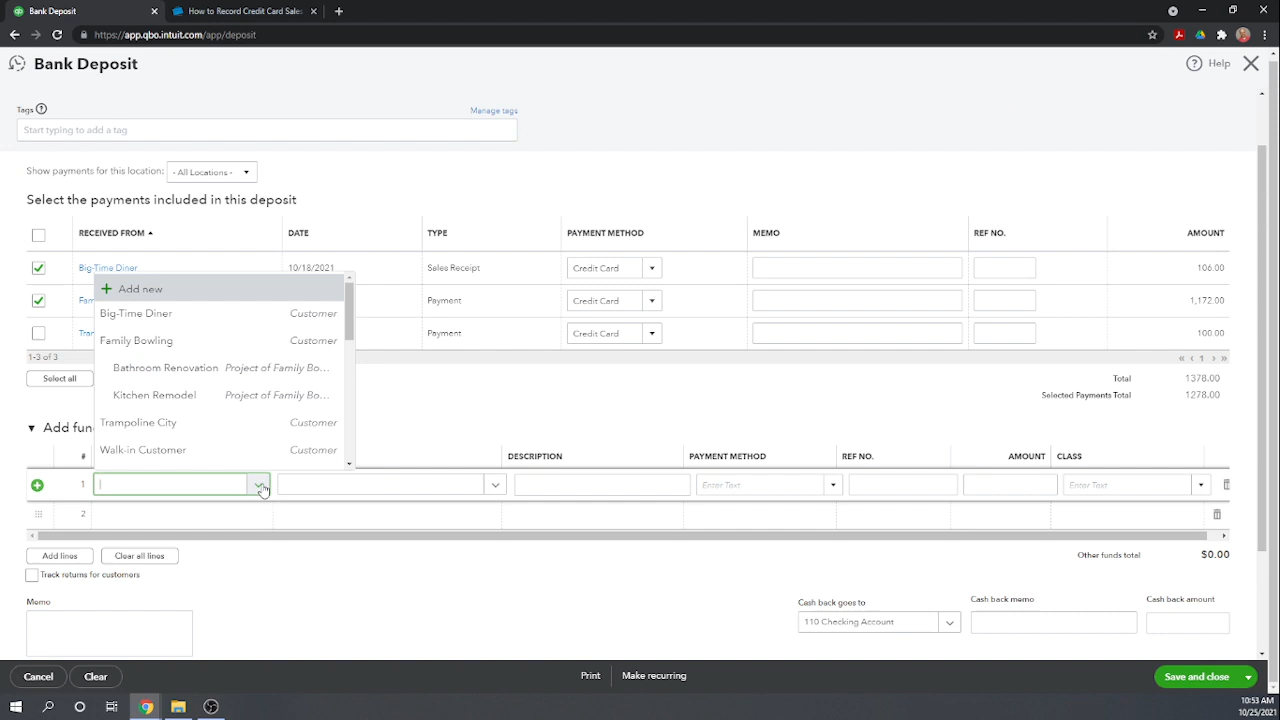 Bank Deposit
How to Record Credit Card Sales
https://app.qbo.intuit.com/app/deposit
Bank Deposit
Help
Tags
Manage tags
Start typing to add a tag
Show payments for this location:
- All Locations -
Select the payments included in this deposit
RECEIVED FROM
DATE
TYPE
PAYMENT METHOD
MEMO
REF NO.
AMOUNT
Big-Time Diner
10/18/2021
Sales Receipt
Credit Card
106.00
Fam
Payment
Credit Card
1,172.00
Tra
Payment
Credit Card
100.00
1-3 of 3
1
Select all
Total
1378.00
Selected Payments Total
1278.00
Add new
Big-Time Diner
Customer
Family Bowling
Customer
Bathroom Renovation
Project of Family Bo...
Kitchen Remodel
Project of Family Bo...
Trampoline City
Customer
Walk-in Customer
Customer
Add fun
#
DESCRIPTION
PAYMENT METHOD
REF NO.
AMOUNT
CLASS
1
Enter Text
Enter Text
2
Add lines
Clear all lines
Other funds total
$0.00
Track returns for customers
Memo
Cash back goes to
Cash back memo
Cash back amount
110 Checking Account
Cancel
Clear
Print
Make recurring
Save and close
10:53 AM
10/25/2021